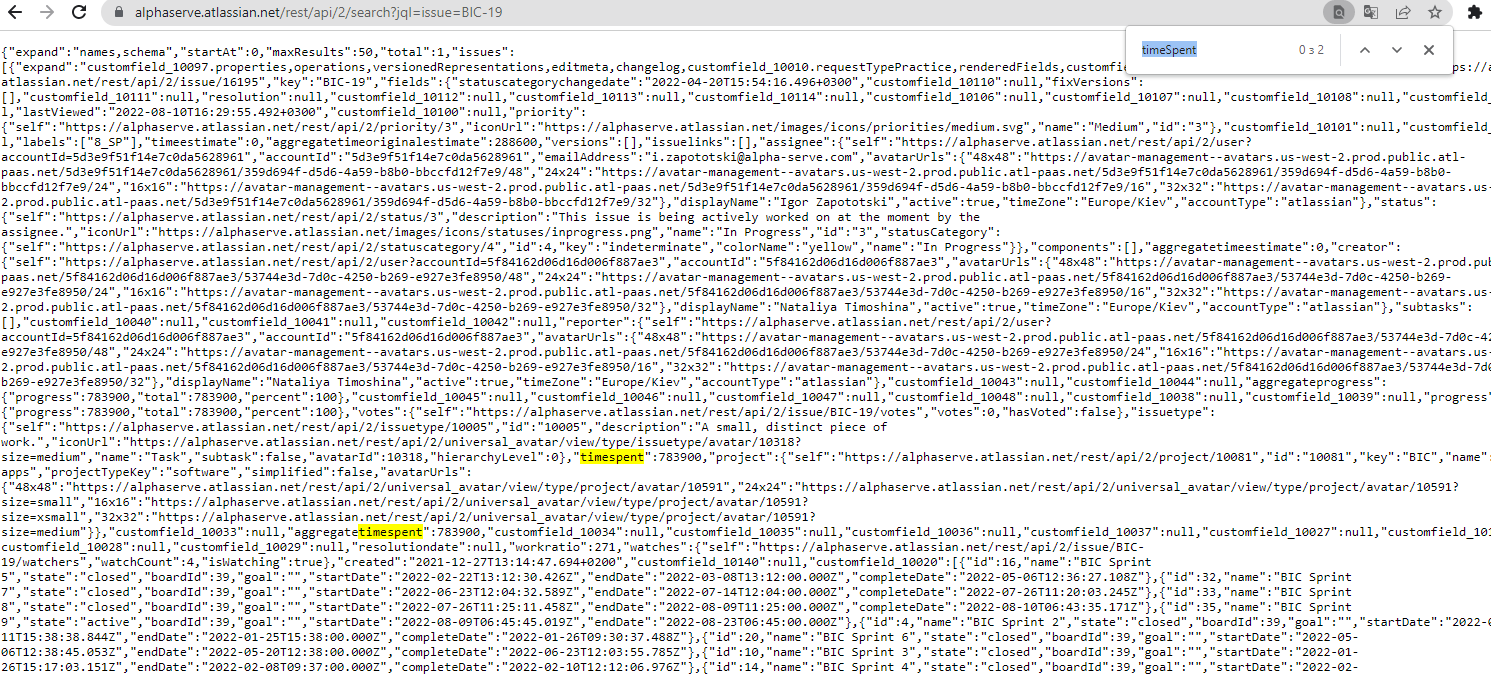 alphaserve.atlassian.net/rest/api/2/search?jql=issue=BIC-19
timeSpent 0 з 2
{"expand":"names,schema","startAt":0,"maxResults":50,"total":1,"issues":
[{"expand":"customfield_10097.properties,operations,versionedRepresentations,editmeta,changelog,customfield_10010.requestTypePractice,renderedFields,customfie
atlassian.net/rest/api/2/issue/16195","key":"BIC-19","fields":{"statuscategorychangedate":"2022-04-20T15:54:16.496+0300","customfield_10110":null,"fixVersions":
[],"customfield_10111":null,"resolution":null,"customfield_10112":null,"customfield_10113":null,"customfield_10114":null,"customfield_10106":null,"customfield_10107":null,"customfield_10108":null,"customfield_
l,"lastViewed":"2022-08-10T16:29:55.492+0300","customfield_10100":null,"priority":
{"self":"https://alphaserve.atlassian.net/rest/api/2/priority/3","iconUrl":"https://alphaserve.atlassian.net/images/icons/priorities/medium.svg","name":"Medium","id":"3"},"customfield_10101":null,"customfield_
l,"labels":["8_SP"],"timeestimate":0,"aggregatetimeoriginalestimate":288600,"versions":[],"issuelinks":[],"assignee":{"self":"https://alphaserve.atlassian.net/rest/api/2/user?
accountId=5d3e9f51f14e7c0da5628961","accountId":"5d3e9f51f14e7c0da5628961","emailAddress":"i.zapototski@alpha-serve.com","avatarUrls":{"48x48":"https://avatar-management--avatars.us-west-2.prod.public.atl-
paas.net/5d3e9f51f14e7c0da5628961/359d694f-d5d6-4a59-b8b0-bbccfd12f7e9/48","24x24":"https://avatar-management--avatars.us-west-2.prod.public.atl-paas.net/5d3e9f51f14e7c0da5628961/359d694f-d5d6-4a59-b8b0-
bbccfd12f7e9/24","16x16":"https://avatar-management--avatars.us-west-2.prod.public.atl-paas.net/5d3e9f51f14e7c0da5628961/359d694f-d5d6-4a59-b8b0-bbccfd12f7e9/16","32x32":"https://avatar-management--avatars.us-west-
2.prod.public.atl-paas.net/5d3e9f51f14e7c0da5628961/359d694f-d5d6-4a59-b8b0-bbccfd12f7e9/32"},"displayName":"Igor Zapototski","active":true,"timeZone":"Europe/Kiev","accountType":"atlassian"},"status":
{"self":"https://alphaserve.atlassian.net/rest/api/2/status/3","description":"This issue is being actively worked on at the moment by the
assignee.","iconUrl":"https://alphaserve.atlassian.net/images/icons/statuses/inprogress.png","name":"In Progress","id":"3","statusCategory":
{"self":"https://alphaserve.atlassian.net/rest/api/2/statuscategory/4","id":4,"key":"indeterminate","colorName":"yellow","name":"In Progress"}},"components":[],"aggregatetimeestimate":0,"creator":
{"self":"https://alphaserve.atlassian.net/rest/api/2/user?accountId=5f84162d06d16d006f887ae3","accountId":"5f84162d06d16d006f887ae3","avatarUrls":{"48x48":"https://avatar-management--avatars.us-west-2.prod.public.atl-
paas.net/5f84162d06d16d006f887ae3/53744e3d-7d0c-4250-b269-e927e3fe8950/48","24x24":"https://avatar-management--avatars.us-west-2.prod.public.atl-paas.net/5f84162d06d16d006f887ae3/53744e3d-7d0c-4250-b269-
e927e3fe8950/24","16x16":"https://avatar-management--avatars.us-west-2.prod.public.atl-paas.net/5f84162d06d16d006f887ae3/53744e3d-7d0c-4250-b269-e927e3fe8950/16","32x32":"https://avatar-management--avatars.us-west-
2.prod.public.atl-paas.net/5f84162d06d16d006f887ae3/53744e3d-7d0c-4250-b269-e927e3fe8950/32"},"displayName":"Nataliya Timoshina","active":true,"timeZone":"Europe/Kiev","accountType":"atlassian"},"subtasks":
[],"customfield_10040":null,"customfield_10041":null,"customfield_10042":null,"reporter":{"self":"https://alphaserve.atlassian.net/rest/api/2/user?
accountId=5f84162d06d16d006f887ae3","accountId":"5f84162d06d16d006f887ae3","avatarUrls":{"48x48":"https://avatar-management--avatars.us-west-2.prod.public.atl-paas.net/5f84162d06d16d006f887ae3/53744e3d-7d0c-42
e927e3fe8950/48","24x24":"https://avatar-management--avatars.us-west-2.prod.public.atl-paas.net/5f84162d06d16d006f887ae3/53744e3d-7d0c-4250-b269-e927e3fe8950/24","16x16":"https://avatar-management--avatars.us-west-
2.prod.public.atl-paas.net/5f84162d06d16d006f887ae3/53744e3d-7d0c-4250-b269-e927e3fe8950/16","32x32":"https://avatar-management--avatars.us-west-2.prod.public.atl-paas.net/5f84162d06d16d006f887ae3/53744e3d-7d0
b269-e927e3fe8950/32"},"displayName":"Nataliya Timoshina","active":true,"timeZone":"Europe/Kiev","accountType":"atlassian"},"customfield_10043":null,"customfield_10044":null,"aggregateprogress":
{"progress":783900,"total":783900,"percent":100},"customfield_10045":null,"customfield_10046":null,"customfield_10047":null,"customfield_10048":null,"customfield_10038":null,"customfield_10039":null,"progress"
{"progress":783900,"total":783900,"percent":100},"votes":{"self":"https://alphaserve.atlassian.net/rest/api/2/issue/BIC-19/votes","votes":0,"hasVoted":false},"issuetype":
{"self":"https://alphaserve.atlassian.net/rest/api/2/issuetype/10005","id":"10005","description":"A small, distinct piece of
work.","iconUrl":"https://alphaserve.atlassian.net/rest/api/2/universal_avatar/view/type/issuetype/avatar/10318?
size=medium","name":"Task","subtask":false,"avatarId":10318,"hierarchyLevel":0},"timespent":783900,"project":{"self":"https://alphaserve.atlassian.net/rest/api/2/project/10081","id":"10081","key":"BIC","name":
apps","projectTypeKey":"software","simplified":false,"avatarUrls":
{"48x48":"https://alphaserve.atlassian.net/rest/api/2/universal_avatar/view/type/project/avatar/10591","24x24":"https://alphaserve.atlassian.net/rest/api/2/universal_avatar/view/type/project/avatar/10591?
size=small","16x16":"https://alphaserve.atlassian.net/rest/api/2/universal_avatar/view/type/project/avatar/10591?
size=xsmall","32x32":"https://alphaserve.atlassian.net/rest/api/2/universal_avatar/view/type/project/avatar/10591?
size=medium"}},"customfield_10033":null,"aggregatetimespent":783900,"customfield_10034":null,"customfield_10035":null,"customfield_10036":null,"customfield_10037":null,"customfield_10027":null,"customfield_101
customfield_10028":null,"customfield_10029":null,"resolutiondate":null,"workratio":271,"watches":{"self":"https://alphaserve.atlassian.net/rest/api/2/issue/BIC-
19/watchers","watchCount":4,"isWatching":true},"created":"2021-12-27T13:14:47.694+0200","customfield_10140":null,"customfield_10020":[{"id":16,"name":"BIC Sprint
5","state":"closed","boardId":39,"goal":"","startDate":"2022-02-22T13:12:30.426Z","endDate":"2022-03-08T13:12:00.000Z","completeDate":"2022-05-06T12:36:27.108Z"},{"id":32,"name":"BIC Sprint
7","state":"closed","boardId":39,"goal":"","startDate":"2022-06-23T12:04:32.589Z","endDate":"2022-07-14T12:04:00.000Z","completeDate":"2022-07-26T11:20:03.245Z"},{"id":33,"name":"BIC Sprint
8","state":"closed","boardId":39,"goal":"","startDate":"2022-07-26T11:25:11.458Z","endDate":"2022-08-09T11:25:00.000Z","completeDate":"2022-08-10T06:43:35.171Z"},{"id":35,"name":"BIC Sprint
9","state":"active","boardId":39,"goal":"","startDate":"2022-08-09T06:45:45.019Z","endDate":"2022-08-23T06:45:00.000Z"},{"id":4,"name":"BIC Sprint 2","state":"closed","boardId":39,"goal":"","startDate":"2022-0
11T15:38:38.844Z","endDate":"2022-01-25T15:38:00.000Z","completeDate":"2022-01-26T09:30:37.488Z"},{"id":20,"name":"BIC Sprint 6","state":"closed","boardId":39,"goal":"","startDate":"2022-05-
06T12:38:45.053Z","endDate":"2022-05-20T12:38:00.000Z","completeDate":"2022-06-23T12:03:55.785Z"},{"id":10,"name":"BIC Sprint 3","state":"closed","boardId":39,"goal":"","startDate":"2022-01-
26T15:17:03.151Z","endDate":"2022-02-08T09:37:00.000Z","completeDate":"2022-02-10T12:12:06.976Z"},{"id":14,"name":"BIC Sprint 4","state":"closed","boardId":39,"goal":"","startDate":"2022-02-